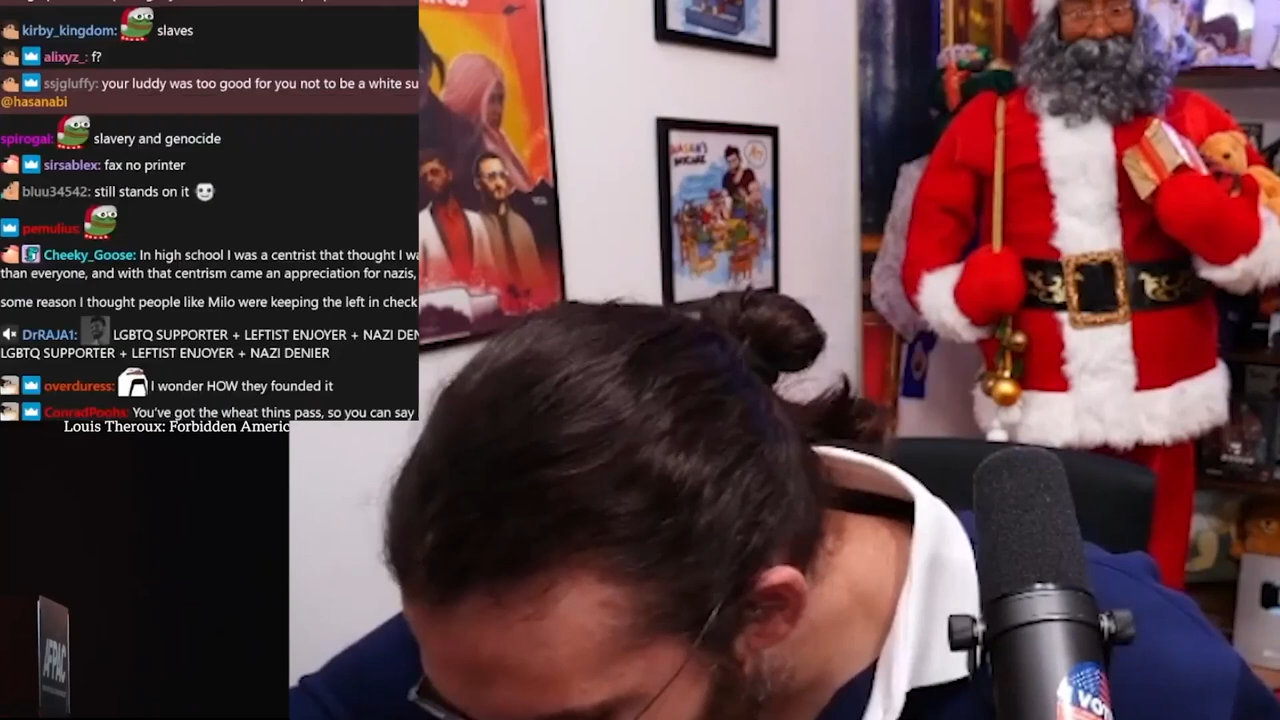 kirby_kingdom: slaves
alixyz_: f?
ssjgluffy: your luddy was too good for you not to be a white su
@hasanabi
spirogal: slavery and genocide
sirsablex: fax no printer
bluu34542: still stands on it
pemulius:
Cheeky_Goose: In high school I was a centrist that thought I wa
than everyone, and with that centrism came an appreciation for nazis,
some reason I thought people like Milo were keeping the left in check
DrRAJA1: LGBTQ SUPPORTER + LEFTIST ENJOYER + NAZI DEN
LGBTQ SUPPORTER + LEFTIST ENJOYER + NAZI DENIER
overduress: I wonder HOW they founded it
ConradPoohs: You've got the wheat thins pass, so you can say
Louis Theroux: Forbidden Americ
AFPAC
HASAN'S
VOT